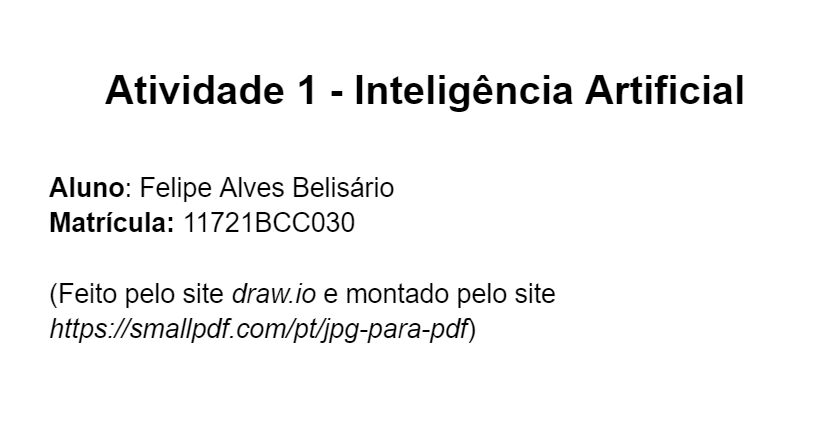 Atividade 1 - Inteligência Artificial
Aluno: Felipe Alves Belisário
Matrícula: 11721BCC030
(Feito pelo site draw.io e montado pelo site
https://smallpdf.com/pt/jpg-para-pdf)